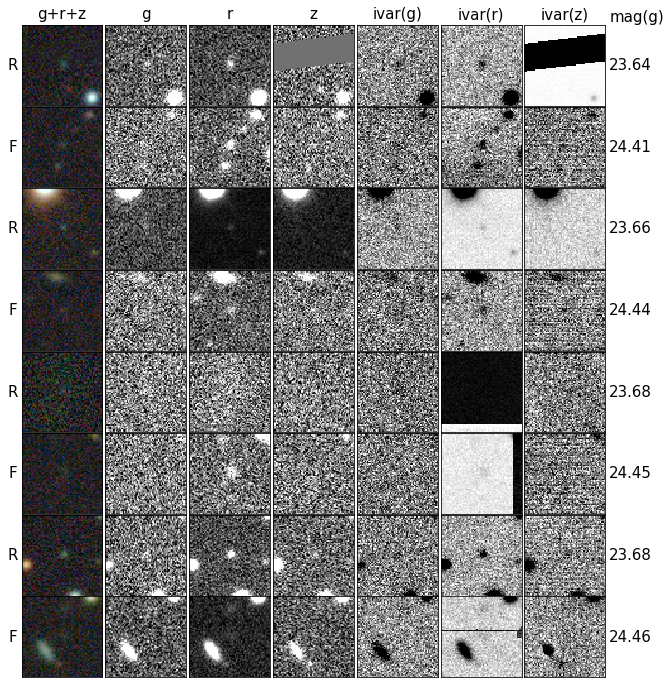 g+r+z g r z ivar(g) ivar(r) ivar(z) mag(g)
R 23.64
F 24.41
R 23.66
F 24.44
R 23.68
F 24.45
R 23.68
F 24.46